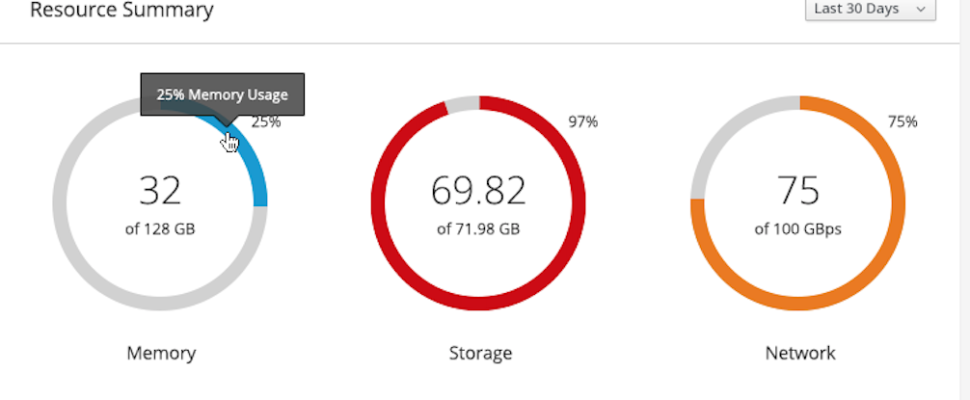 Resource Summary
Last 30 Days
25% Memory Usage
25%
97%
75%
32
of 128 GB
69.82
of 71.98 GB
75
of 100 GBps
Memory
Storage
Network